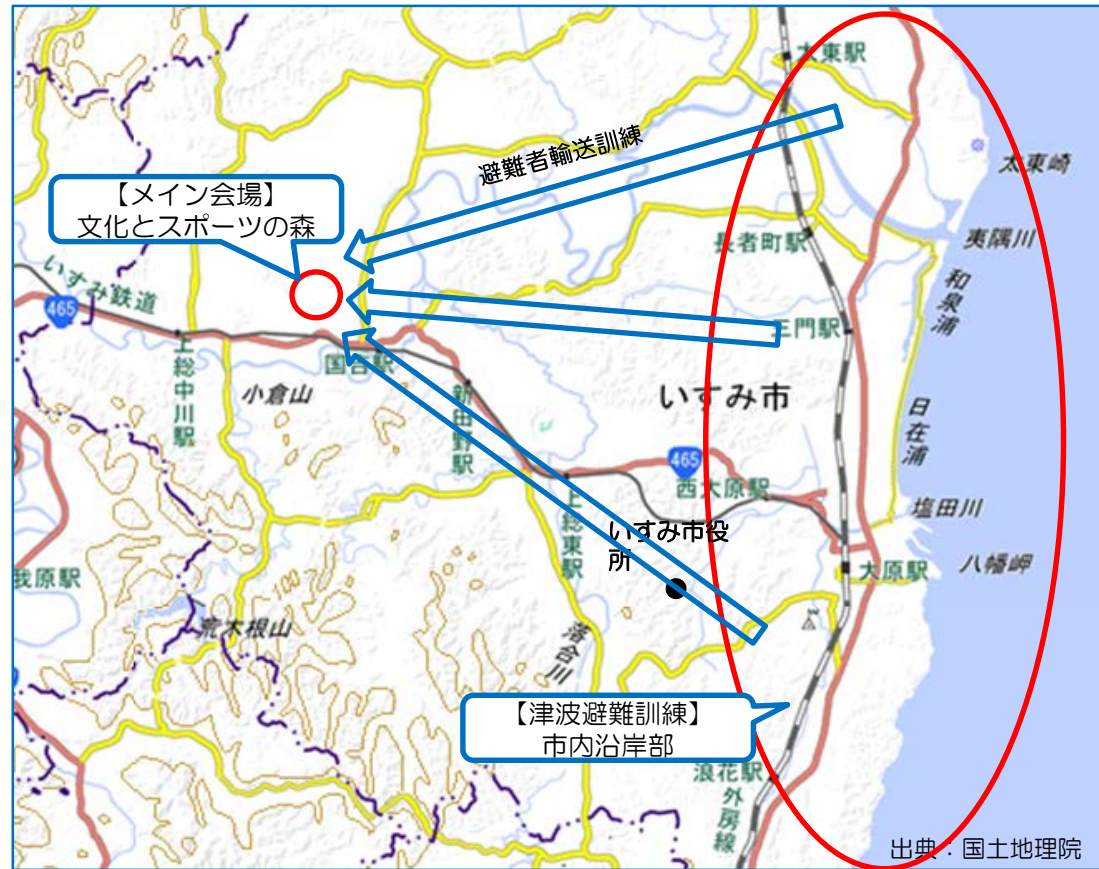 太東駅
避難者輸送訓練
太東崎
【メイン会場】
文化とスポーツの森
長者町駅
夷隅川
和泉浦
いすみ鉄道
465
三門駅
上総中川駅
国吉駅
小倉山
新田野駅
いすみ市
日在浦
465
西大原駅
塩田川
上総東駅
いすみ市役
所
大原駅
八幡岬
我原駅
荒木根山
落合川
【津波避難訓練】
市内沿岸部
浪花駅
外房線
出典:国土地理院